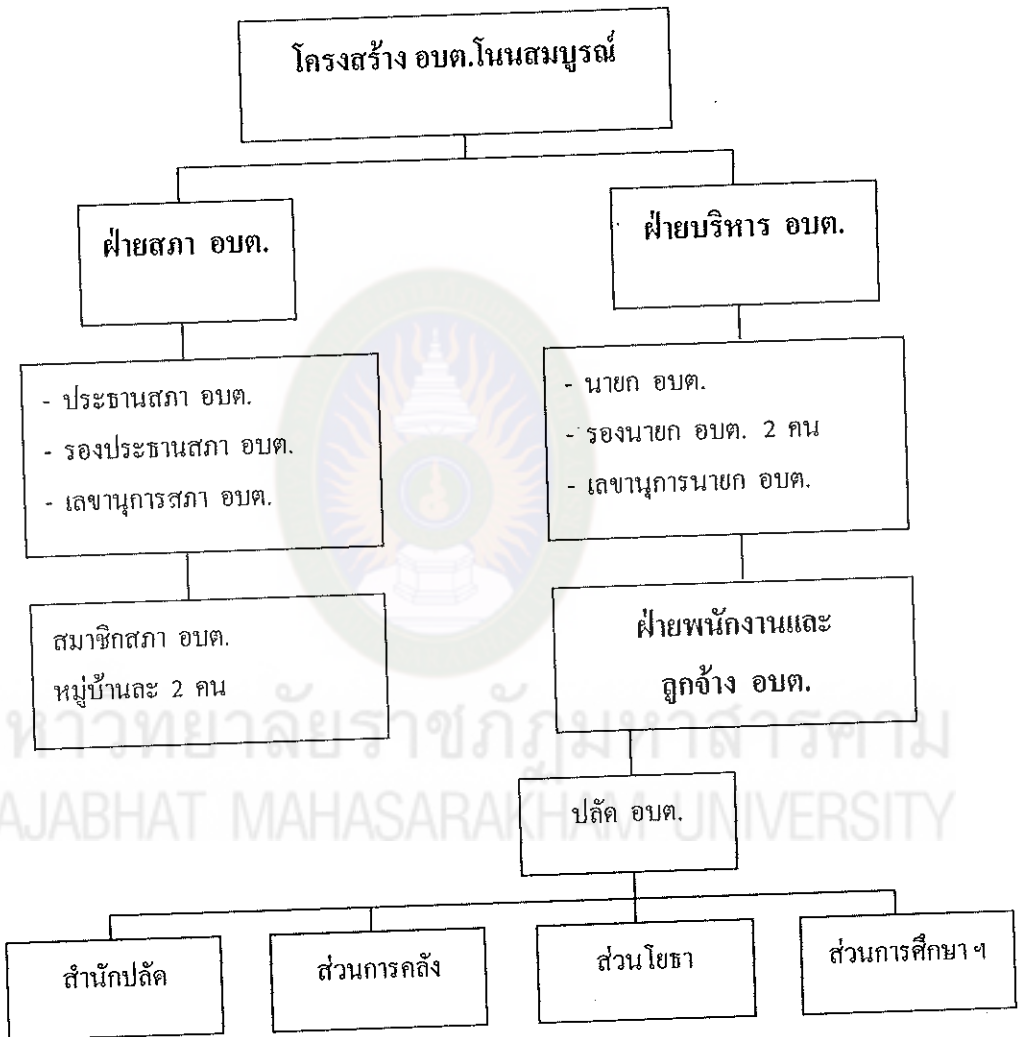 โครงสร้าง อบต.โนนสมบูรณ์
ฝ่ายสภา อบต.
ฝ่ายบริหาร อบต.
- ประธานสภา อบต.
- รองประธานสภา อบต.
- เลขานุการสภา อบต.
- นายก อบต.
- รองนายก อบต. 2 คน
- เลขานุการนายก อบต.
สมาชิกสภา อบต.
หมู่บ้านละ 2 คน
ฝ่ายพนักงานและ
ลูกจ้าง อบต.
หาวิทยาลัยราชภัฏมหาสารคาม
AJABHAT MAHASARAKHAM UNIVERSITY
ปลัด อบต.
สำนักปลัด
ส่วนการคลัง
ส่วนโยธา
ส่วนการศึกษา ฯ